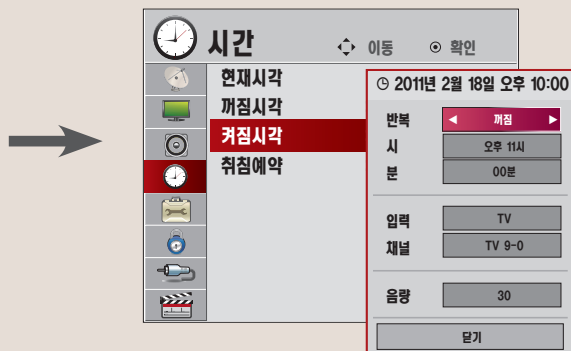 시간
이동 확인
현재시각
꺼짐시각
켜짐시각
취침예약
2011년 2월 18일 오후 10:00
반복 꺼짐
시 오후 11시
분 00분
입력 TV
채널 TV 9-0
음량 30
닫기